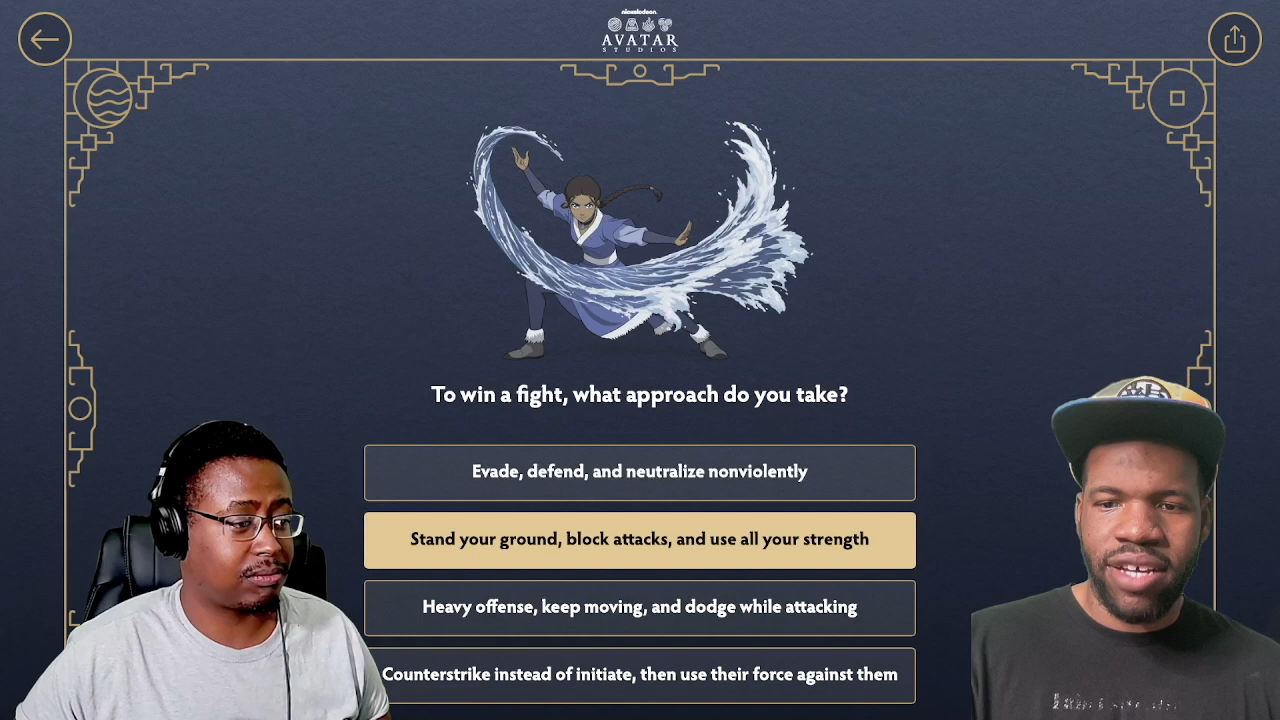 nickelodeon
AVATAR
STUDIOS
To win a fight, what approach do you take?
Evade, defend, and neutralize nonviolently
Stand your ground, block attacks, and use all your strength
Heavy offense, keep moving, and dodge while attacking
Counterstrike instead of initiate, then use their force against them